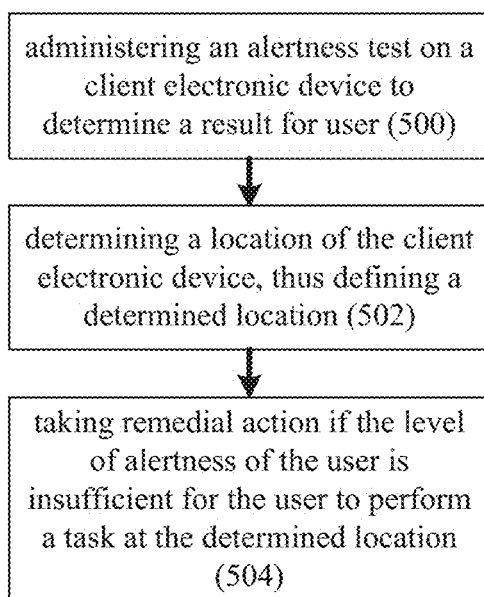 administering an alertness test on a
client electronic device to
determine a result for user (500)
determining a location of the client
electronic device, thus defining a
determined location (502)
taking remedial action if the level
of alertness of the user is
insufficient for the user to perform
a task at the determined location
(504)